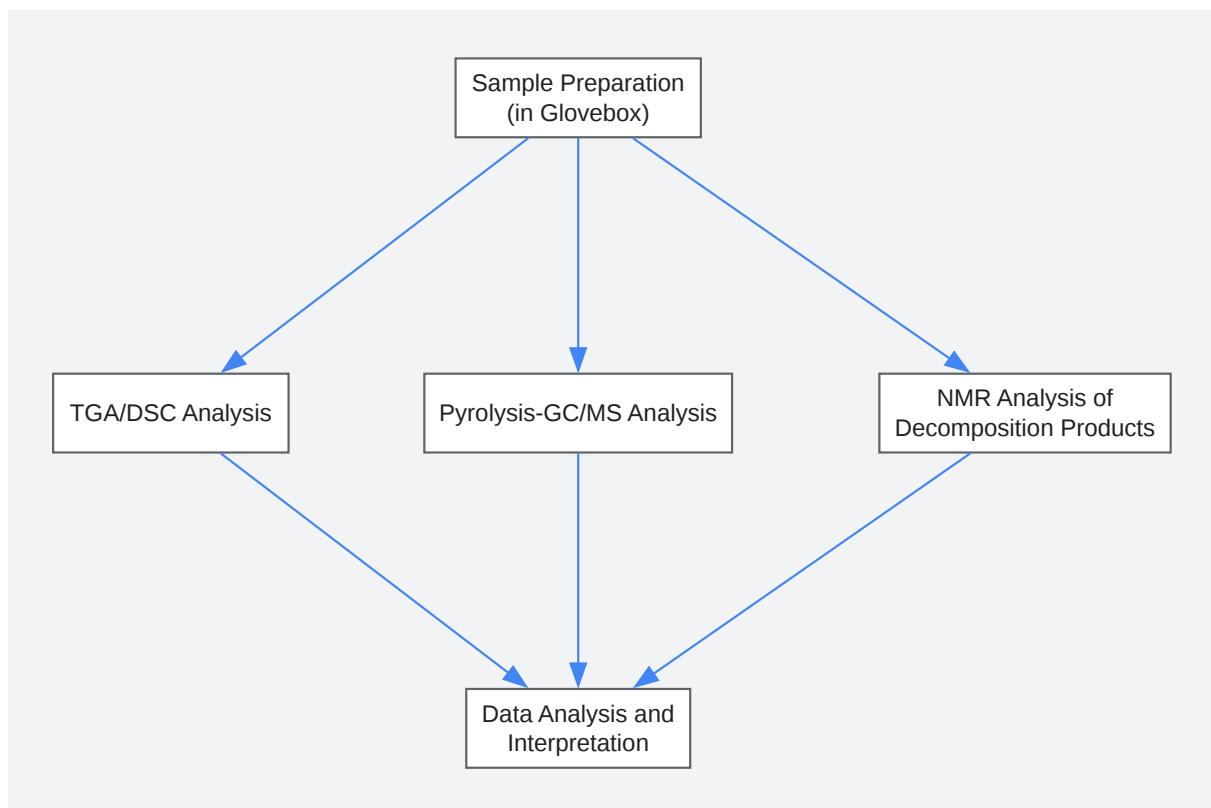 Sample Preparation
(in Glovebox)
TGA/DSC Analysis
Pyrolysis-GC/MS Analysis
NMR Analysis of
Decomposition Products
Data Analysis and
Interpretation